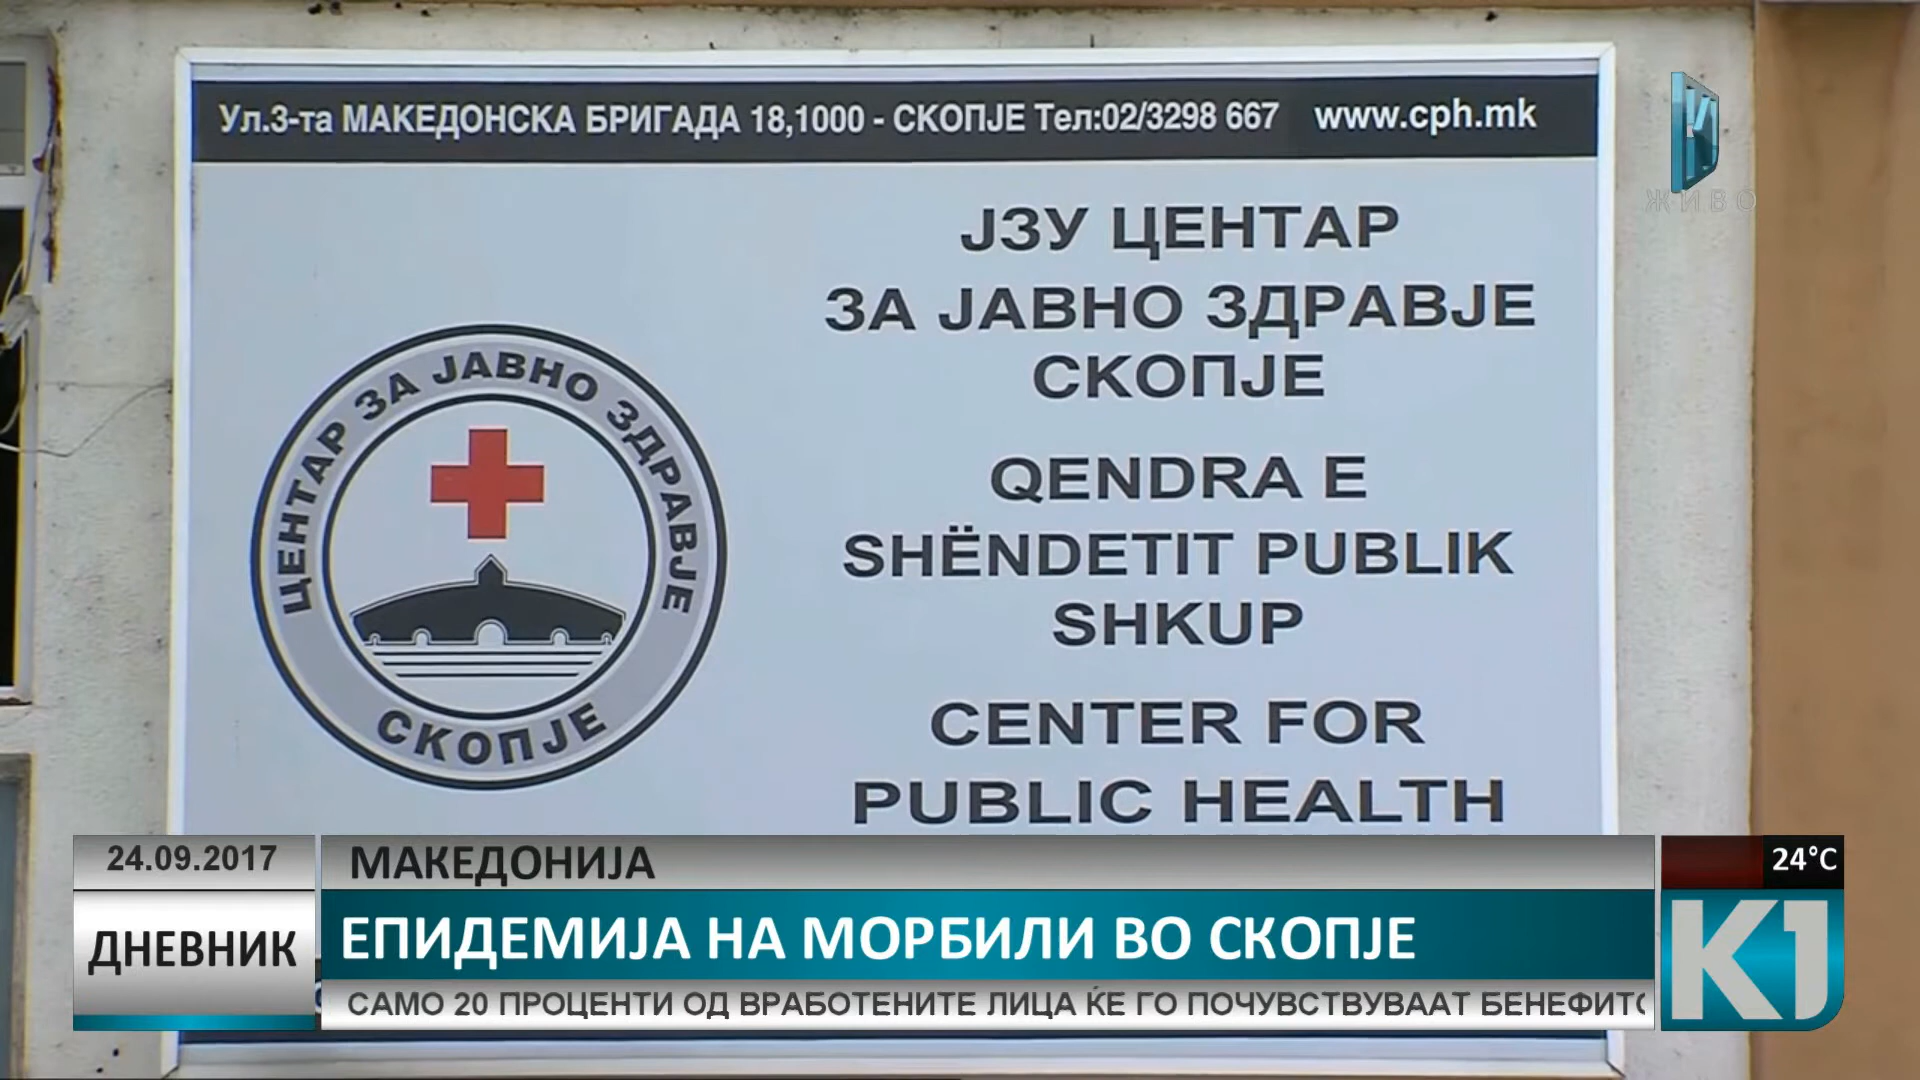 Ул.3-та МАКЕДОНСКА БРИГАДА 18,1000 - СКОПЈЕ Тел:02/3298 667 www.cph.mk
ЖИВО
ЈЗУ ЦЕНТАР
ЗА ЈАВНО ЗДРАВЈЕ
СКОПЈЕ
ЦЕНТАР ЗА ЈАВНО ЗДРАВЈЕ
СКОПЈЕ
QENDRA E
SHËNDETIT PUBLIK
SHKUP
CENTER FOR
PUBLIC HEALTH
24.09.2017
МАКЕДОНИЈА
24°C
ДНЕВНИК
ЕПИДЕМИЈА НА МОРБИЛИ ВО СКОПЈЕ
K1
САМО 20 ПРОЦЕНТИ ОД ВРАБОТЕНИТЕ ЛИЦА ЌЕ ГО ПОЧУВСТВУВААТ